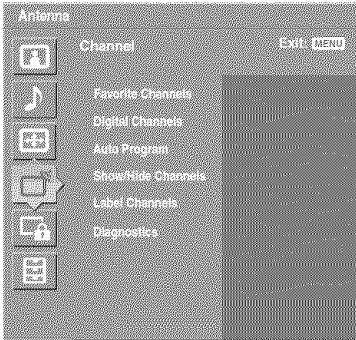 Antenna
Channel
Exit: MENU
Favorite Channels
Digital Channels
Auto Program
Show/Hide Channels
Label Channels
Diagnostics